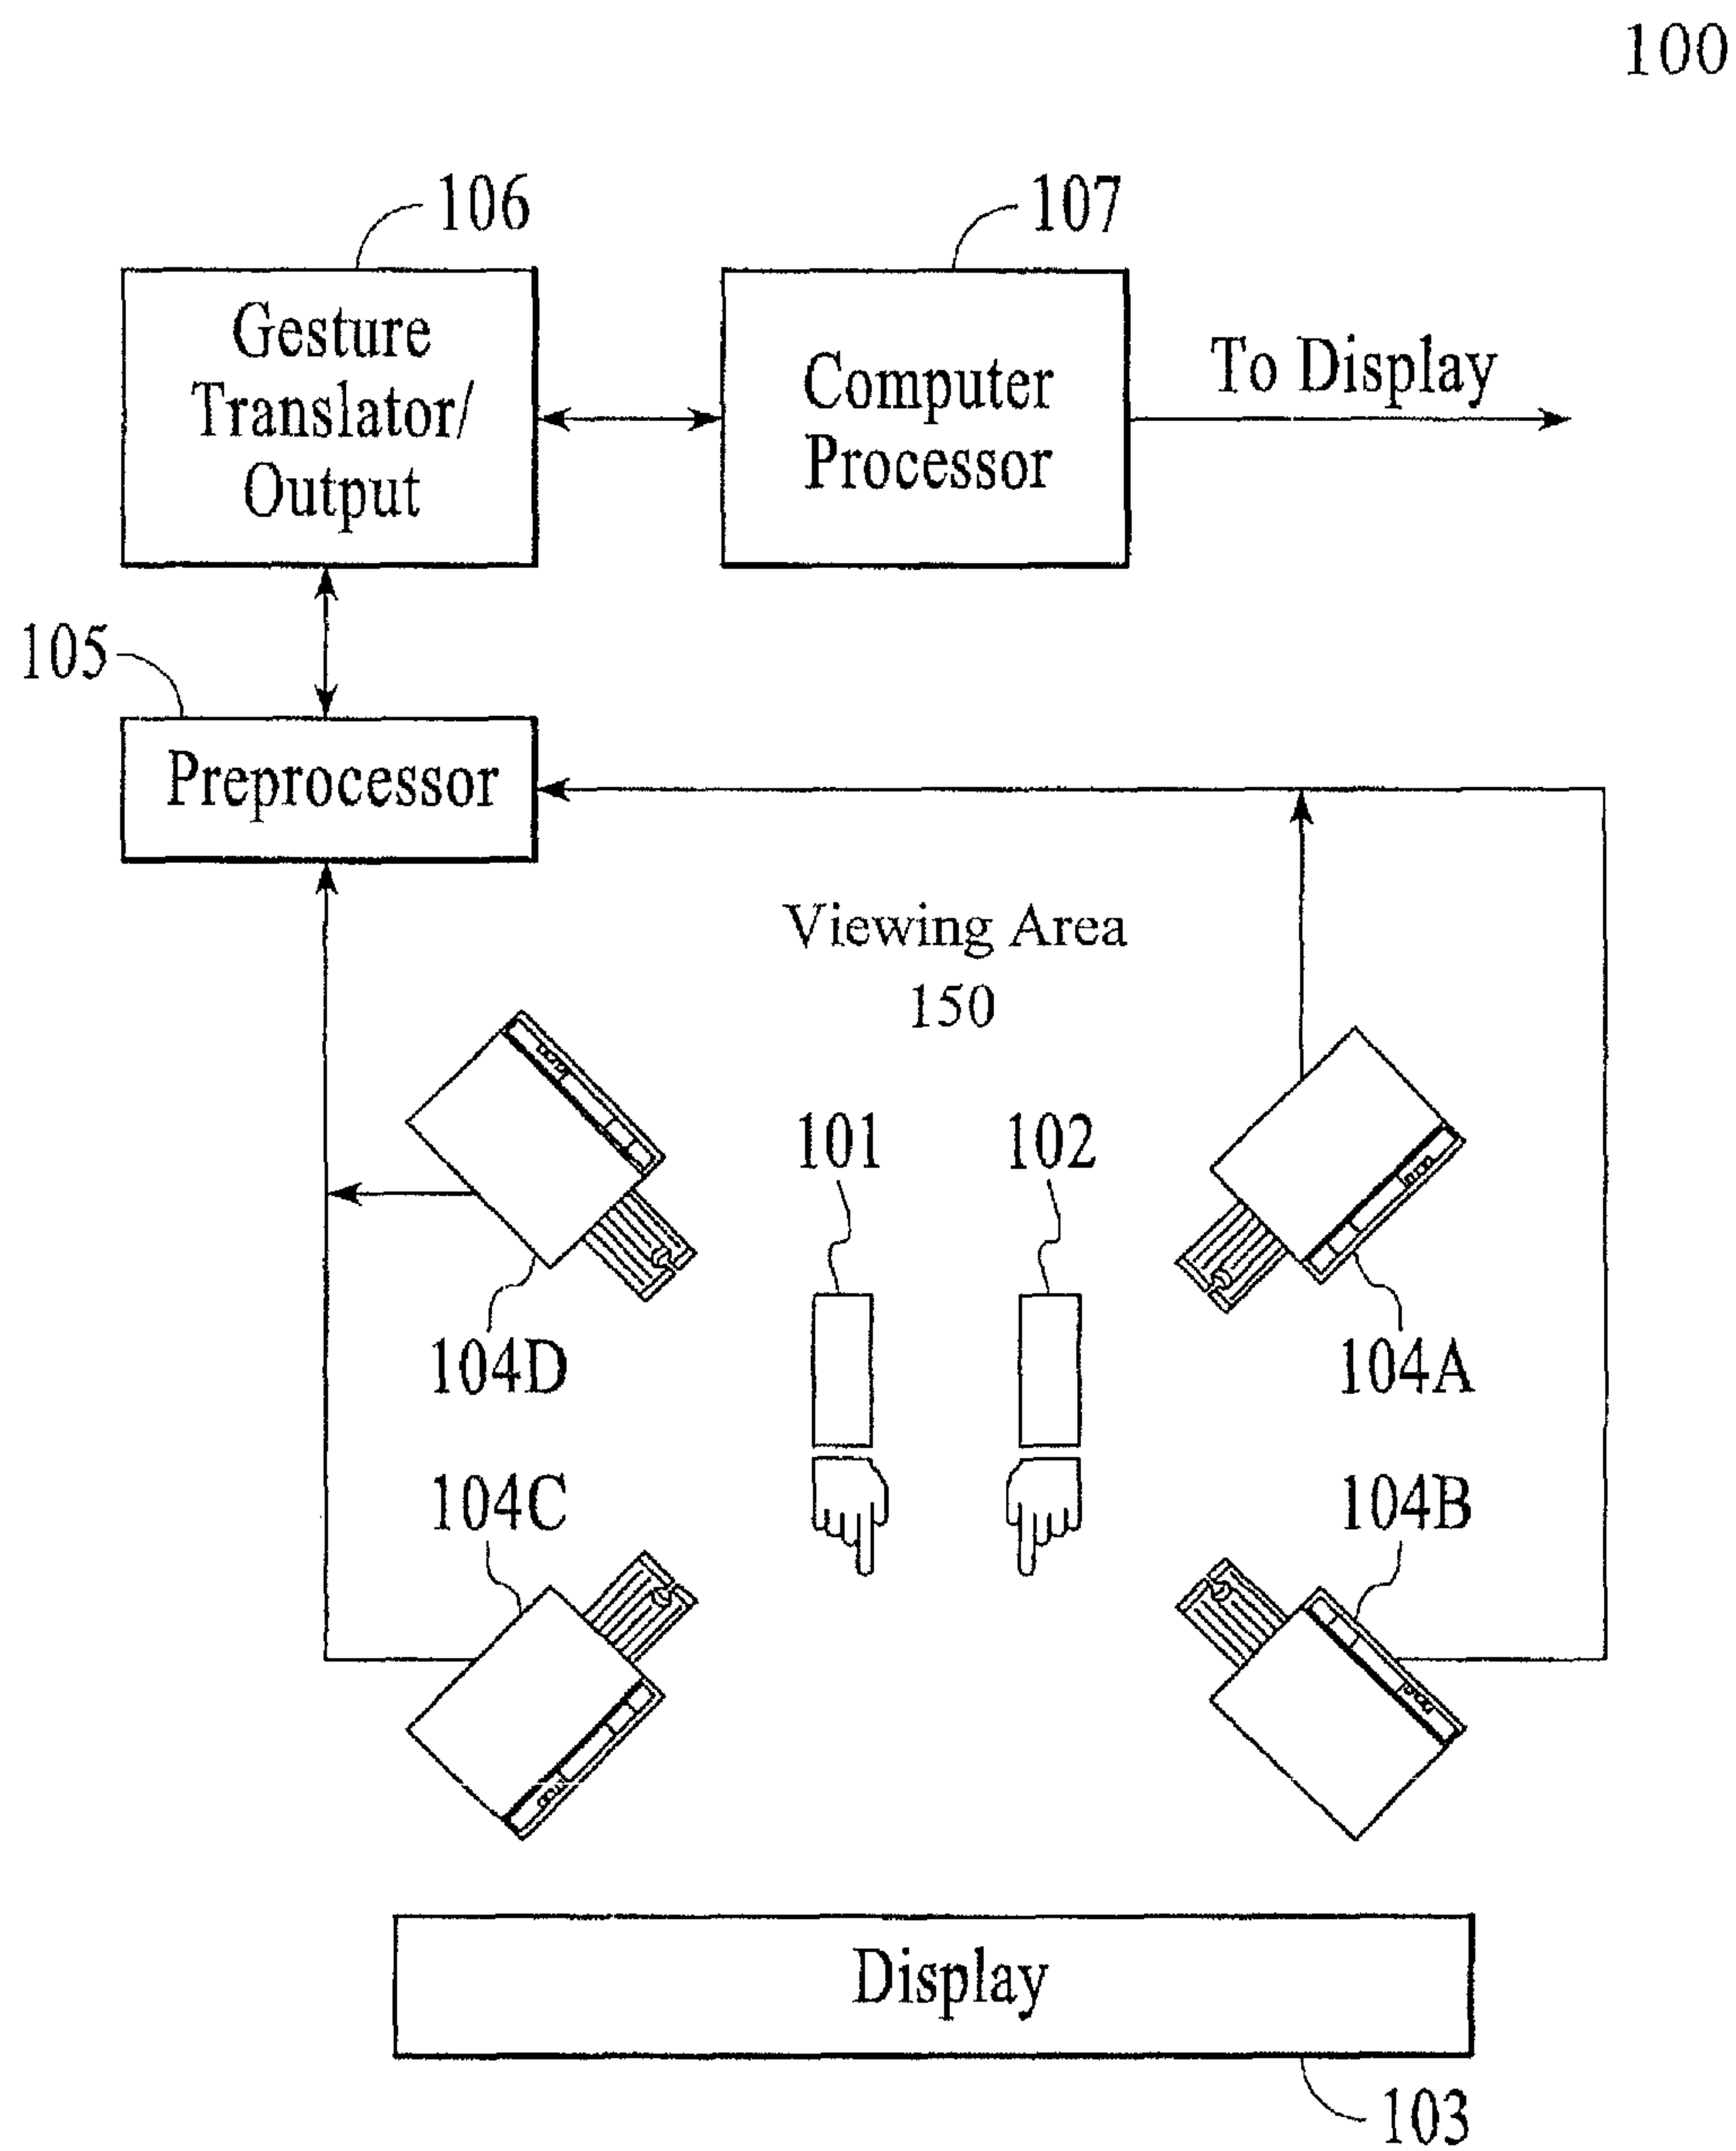 100
106
107
Gesture
Translator/
Output
Computer
Processor
To Display
105
Preprocessor
Viewing Area
150
101
102
104D
104A
104C
104B
Display
103